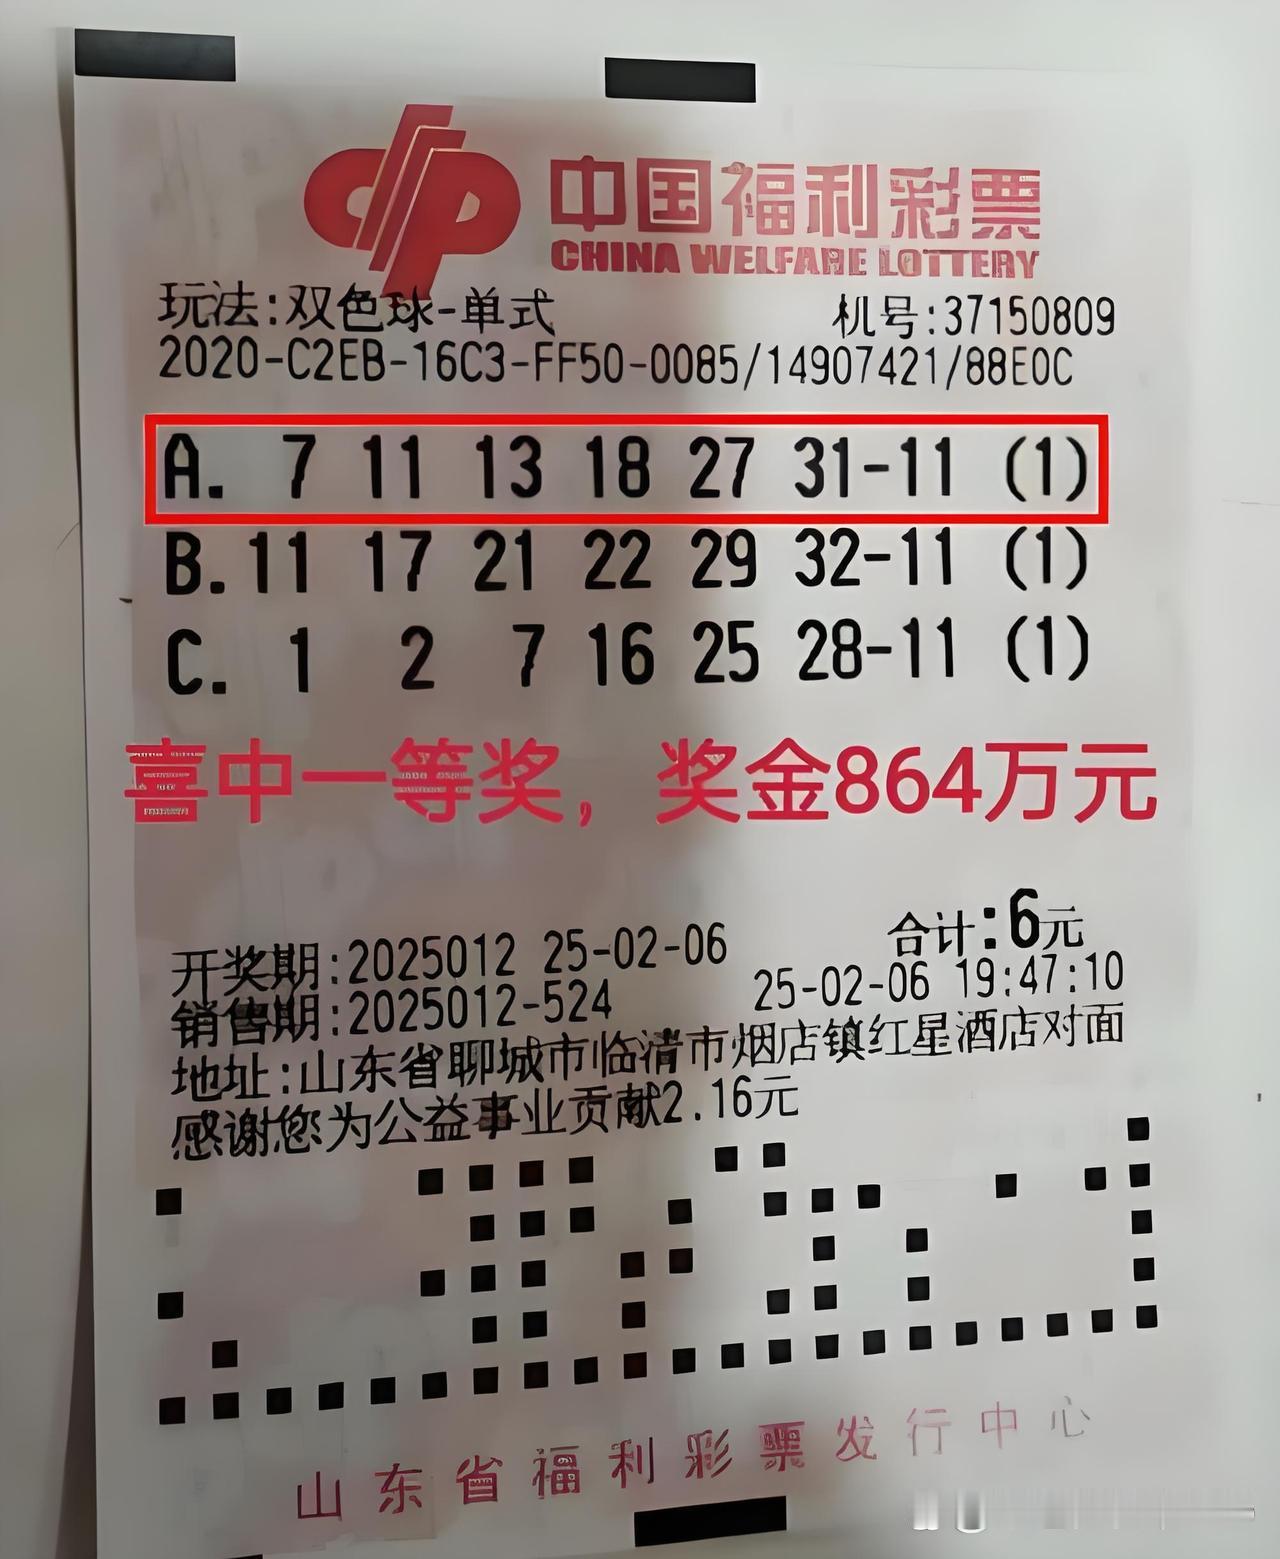 中国福利彩票
CHINA WELFARE LOTTERY
玩法:双色球-单式 机号:37150809
2020-C2EB-16C3-FF50-0085/14907421/88E0C
A. 7 11 13 18 27 31-11 (1)
B. 11 17 21 22 29 32-11 (1)
C. 1 2 7 16 25 28-11 (1)
喜中一等奖，奖金864万元
合计:6元
开奖期:2025012 25-02-06
销售期:2025012-524 25-02-06 19:47:10
地址:山东省聊城市临清市烟店镇红星酒店对面
感谢您为公益事业贡献2.16元
山东省福利彩票发行中心